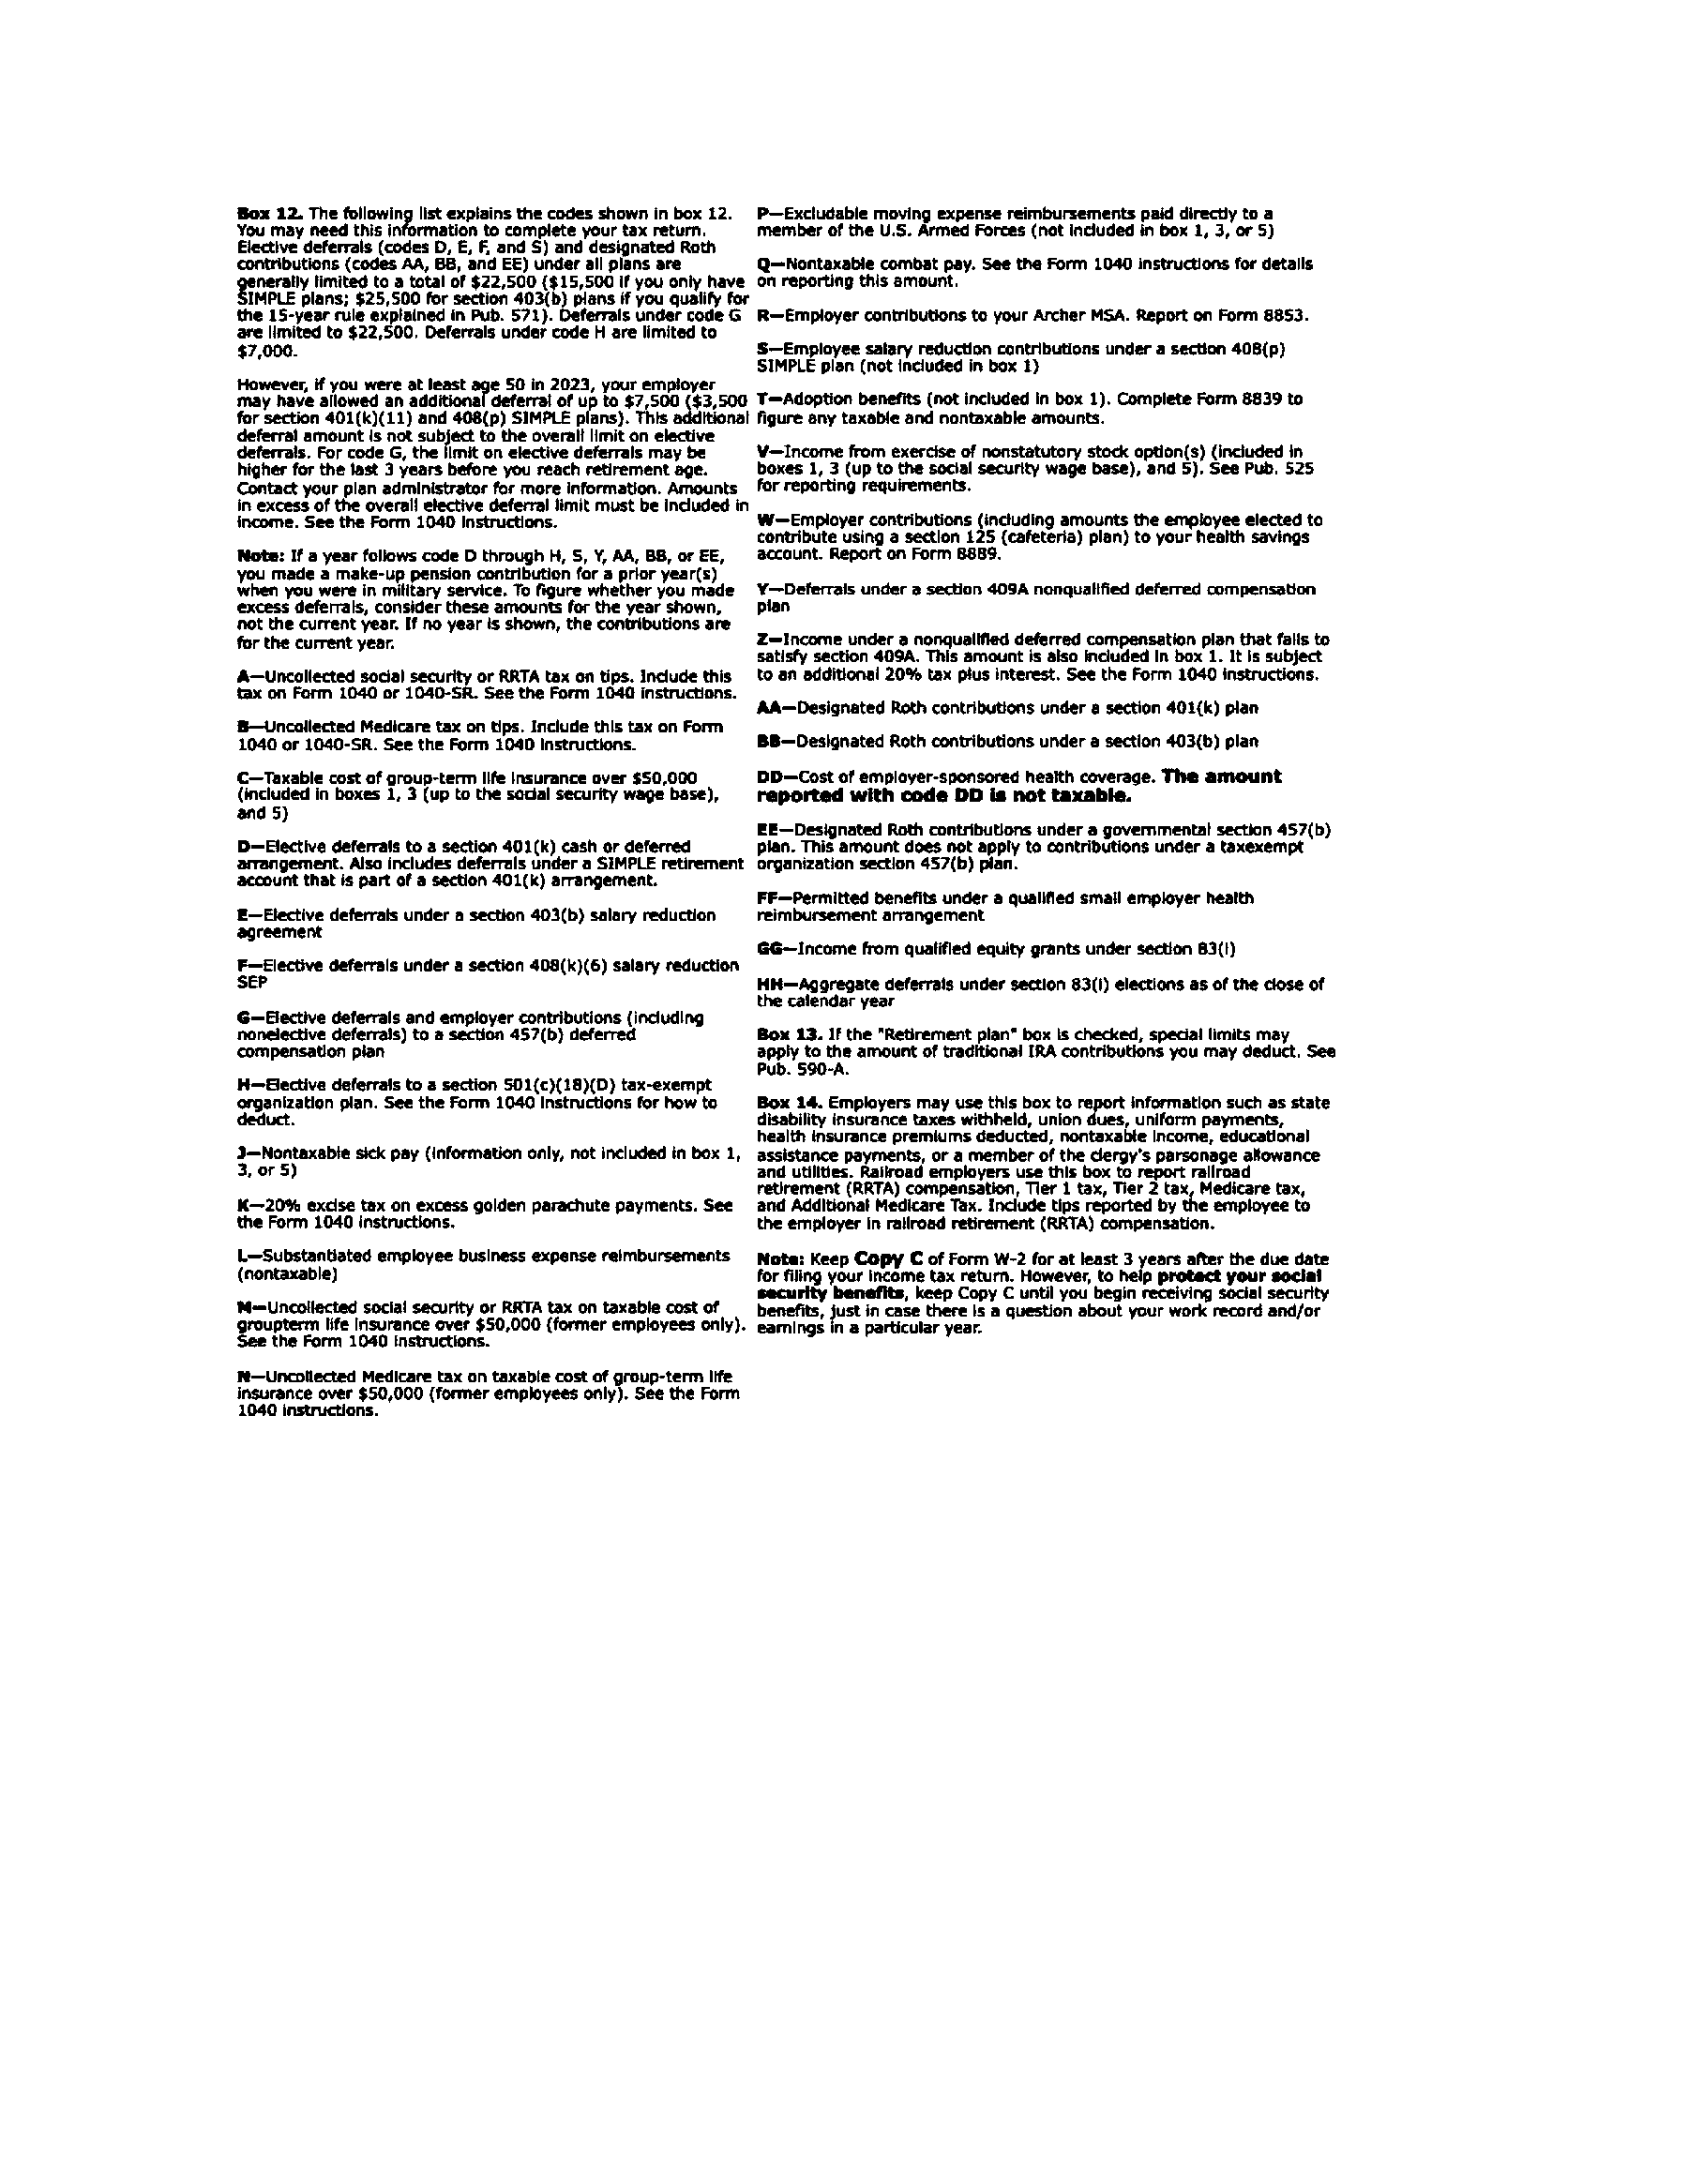 Box 12. The following list explains the codes shown in box 12.
You may need this information to complete your tax return.
Elective deferrals (codes D, E, F, and S) and designated Roth
contributions (codes AA, BB, and EE) under all plans are
generally limited to a total of $22,500 ($15,500 if you only have
SIMPLE plans; $25,500 for section 403(b) plans if you qualify for
the 15-year rule explained in Pub. 571). Deferrals under code G
are limited to $22,500. Deferrals under code H are limited to
$7,000.
However, if you were at least age 50 in 2023, your employer
may have allowed an additional deferral of up to $7,500 ($3,500
for section 401(k)(11) and 408(p) SIMPLE plans). This additional
deferral amount is not subject to the overall limit on elective
deferrals. For code G, the limit on elective deferrals may be
higher for the last 3 years before you reach retirement age.
Contact your plan administrator for more information. Amounts
in excess of the overall elective deferral limit must be included in
income. See the Form 1040 instructions.
Note: If a year follows code D through H, S, Y, AA, BB, or EE,
you made a make-up pension contribution for a prior year(s)
when you were in military service. To figure whether you made
excess deferrals, consider these amounts for the year shown,
not the current year. If no year is shown, the contributions are
for the current year.
A—Uncollected social security or RRTA tax on tips. Include this
tax on Form 1040 or 1040-SR. See the Form 1040 instructions.
B—Uncollected Medicare tax on tips. Include this tax on Form
1040 or 1040-SR. See the Form 1040 instructions.
C—Taxable cost of group-term life insurance over $50,000
(included in boxes 1, 3 (up to the social security wage base),
and 5)
D—Elective deferrals to a section 401(k) cash or deferred
arrangement. Also includes deferrals under a SIMPLE retirement
account that is part of a section 401(k) arrangement.
E—Elective deferrals under a section 403(b) salary reduction
agreement
F—Elective deferrals under a section 408(k)(6) salary reduction
SEP
G—Elective deferrals and employer contributions (including
nonelective deferrals) to a section 457(b) deferred
compensation plan
H—Elective deferrals to a section 501(c)(18)(D) tax-exempt
organization plan. See the Form 1040 instructions for how to
deduct.
J—Nontaxable sick pay (information only, not included in box 1,
3, or 5)
K—20% excise tax on excess golden parachute payments. See
the Form 1040 instructions.
L—Substantiated employee business expense reimbursements
(nontaxable)
M—Uncollected social security or RRTA tax on taxable cost of
groupterm life insurance over $50,000 (former employees only).
See the Form 1040 instructions.
N—Uncollected Medicare tax on taxable cost of group-term life
insurance over $50,000 (former employees only). See the Form
1040 instructions.
P—Excludable moving expense reimbursements paid directly to a
member of the U.S. Armed Forces (not included in box 1, 3, or 5)
Q—Nontaxable combat pay. See the Form 1040 instructions for details
on reporting this amount.
R—Employer contributions to your Archer MSA. Report on Form 8853.
S—Employee salary reduction contributions under a section 408(p)
SIMPLE plan (not included in box 1)
T—Adoption benefits (not included in box 1). Complete Form 8839 to
figure any taxable and nontaxable amounts.
V—Income from exercise of nonstatutory stock option(s) (included in
boxes 1, 3 (up to the social security wage base), and 5). See Pub. 525
for reporting requirements.
W—Employer contributions (including amounts the employee elected to
contribute using a section 125 (cafeteria) plan) to your health savings
account. Report on Form 8889.
Y—Deferrals under a section 409A nonqualified deferred compensation
plan
Z—Income under a nonqualified deferred compensation plan that fails to
satisfy section 409A. This amount is also included in box 1. It is subject
to an additional 20% tax plus interest. See the Form 1040 instructions.
AA—Designated Roth contributions under a section 401(k) plan
BB—Designated Roth contributions under a section 403(b) plan
DD—Cost of employer-sponsored health coverage. The amount
reported with code DD is not taxable.
EE—Designated Roth contributions under a governmental section 457(b)
plan. This amount does not apply to contributions under a taxexempt
organization section 457(b) plan.
FF—Permitted benefits under a qualified small employer health
reimbursement arrangement
GG—Income from qualified equity grants under section 83(i)
HH—Aggregate deferrals under section 83(i) elections as of the close of
the calendar year
Box 13. If the "Retirement plan" box is checked, special limits may
apply to the amount of traditional IRA contributions you may deduct. See
Pub. 590-A.
Box 14. Employers may use this box to report information such as state
disability insurance taxes withheld, union dues, uniform payments,
health insurance premiums deducted, nontaxable income, educational
assistance payments, or a member of the clergy's parsonage allowance
and utilities. Railroad employers use this box to report railroad
retirement (RRTA) compensation, Tier 1 tax, Tier 2 tax, Medicare tax,
and Additional Medicare Tax. Include tips reported by the employee to
the employer in railroad retirement (RRTA) compensation.
Note: Keep Copy C of Form W-2 for at least 3 years after the due date
for filing your income tax return. However, to help protect your social
security benefits, keep Copy C until you begin receiving social security
benefits, just in case there is a question about your work record and/or
earnings in a particular year.